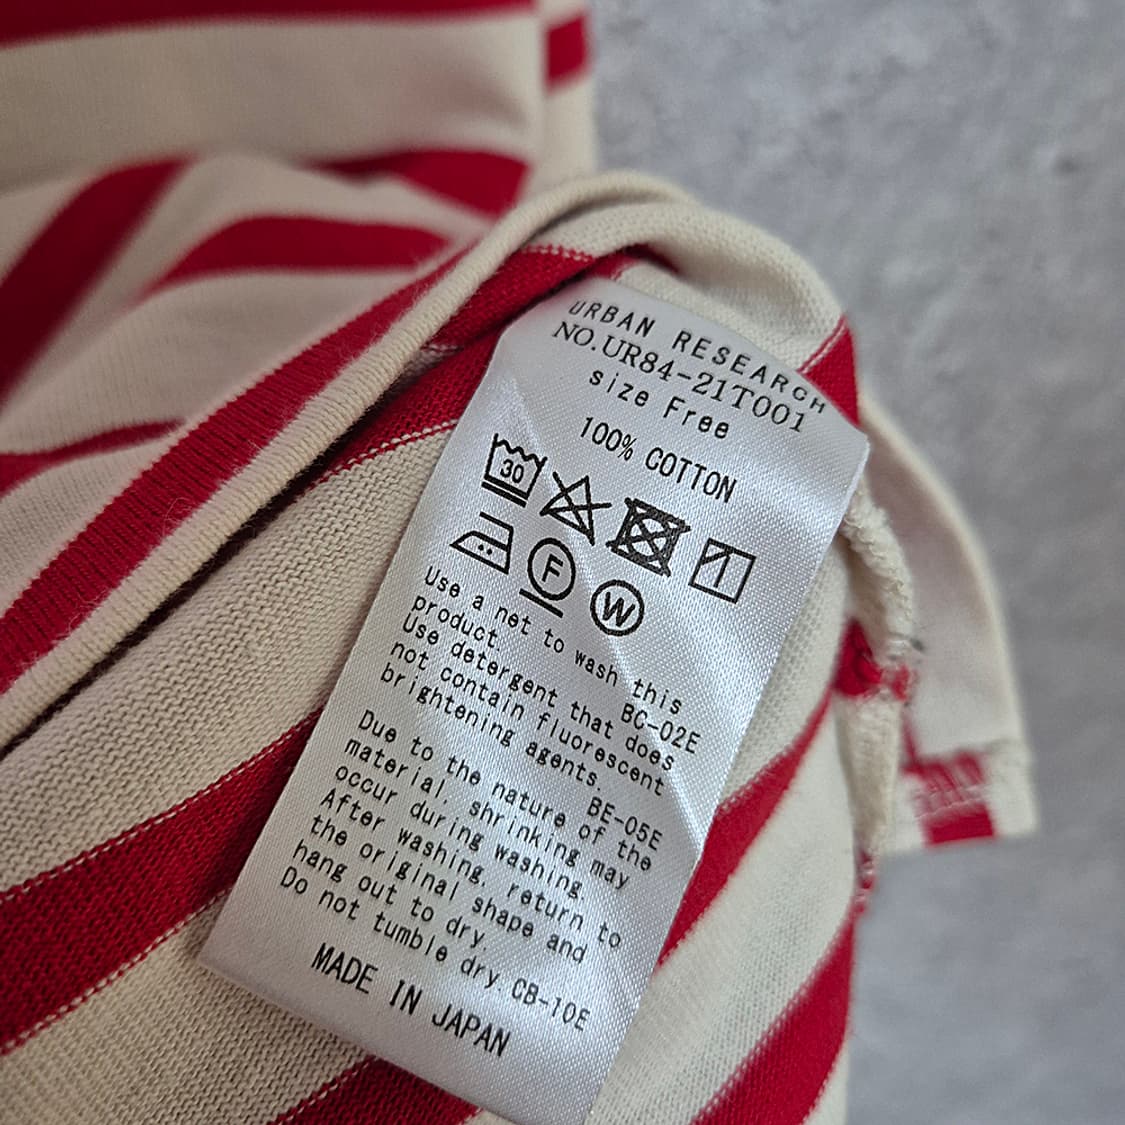 URBAN RESEARCH
NO.UR84-21T001
size Free
100% COTTON
30
F
W
Use a net to wash this
product.
BC-02E
Use detergent that does
not contain fluorescent
brightening agents.
BE-05E
Due to the nature of the
material, shrinking may
occur during washing.
After washing, return to
the original shape and
hang out to dry.
Do not tumble dry CB-10E
MADE IN JAPAN